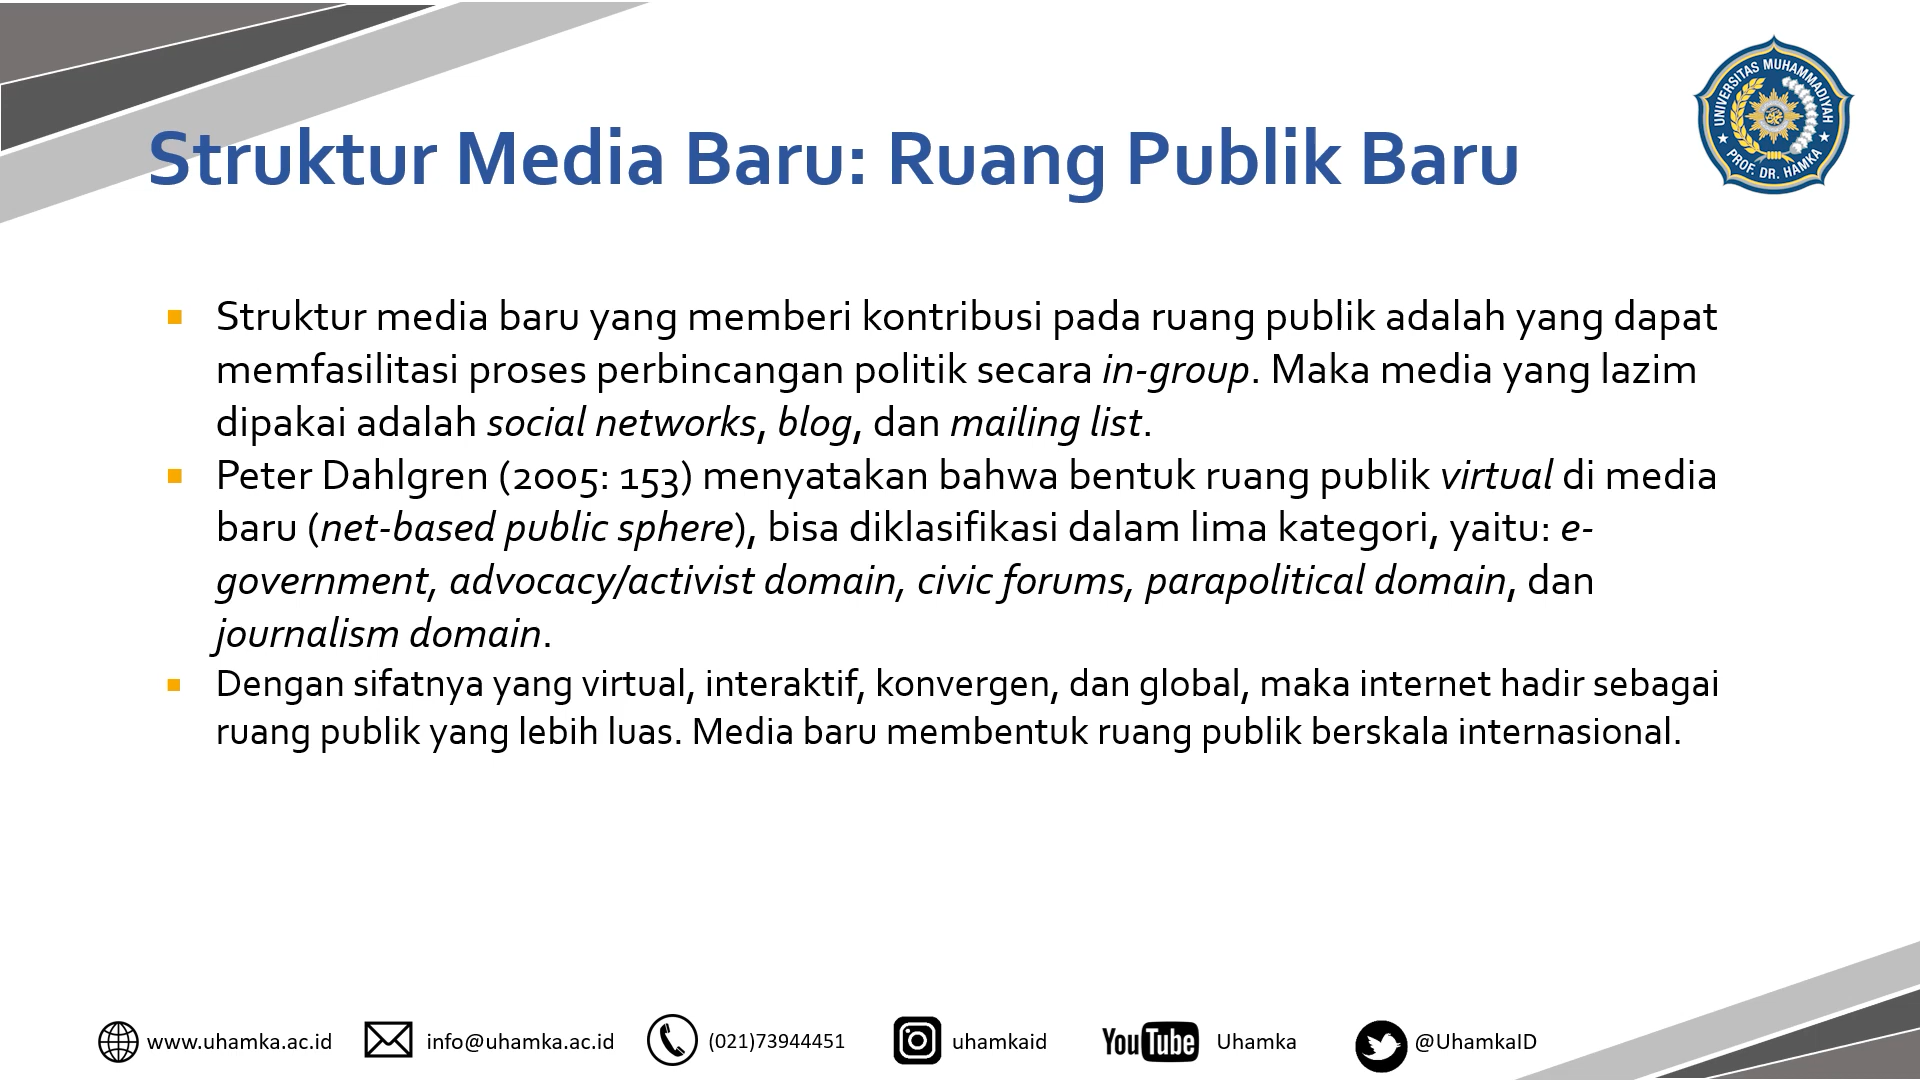 UNIVERSITAS MUHAMMADIYAH
PROF. DR. HAMKA
Struktur Media Baru: Ruang Publik Baru
Struktur media baru yang memberi kontribusi pada ruang publik adalah yang dapat
memfasilitasi proses perbincangan politik secara in-group. Maka media yang lazim
dipakai adalah social networks, blog, dan mailing list.
Peter Dahlgren (2005: 153) menyatakan bahwa bentuk ruang publik virtual di media
baru (net-based public sphere), bisa diklasifikasi dalam lima kategori, yaitu: e-
government, advocacy/activist domain, civic forums, parapolitical domain, dan
journalism domain.
Dengan sifatnya yang virtual, interaktif, konvergen, dan global, maka internet hadir sebagai
ruang publik yang lebih luas. Media baru membentuk ruang publik berskala internasional.
www.uhamka.ac.id info@uhamka.ac.id (021)73944451 uhamkaid YouTube Uhamka @UhamkaID